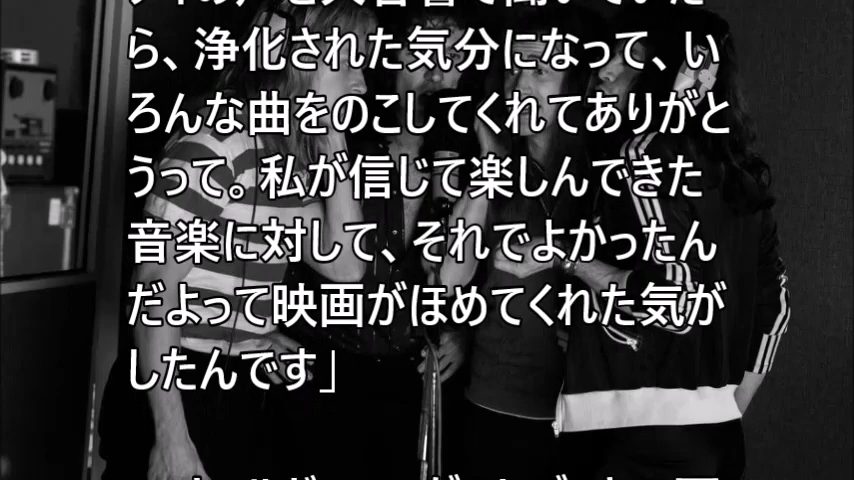 ら、浄化された気分になって、い
ろんな曲をのこしてくれてありがと
うって。私が信じて楽しんできた
音楽に対して、それでよかったん
だよって映画がほめてくれた気が
したんです」